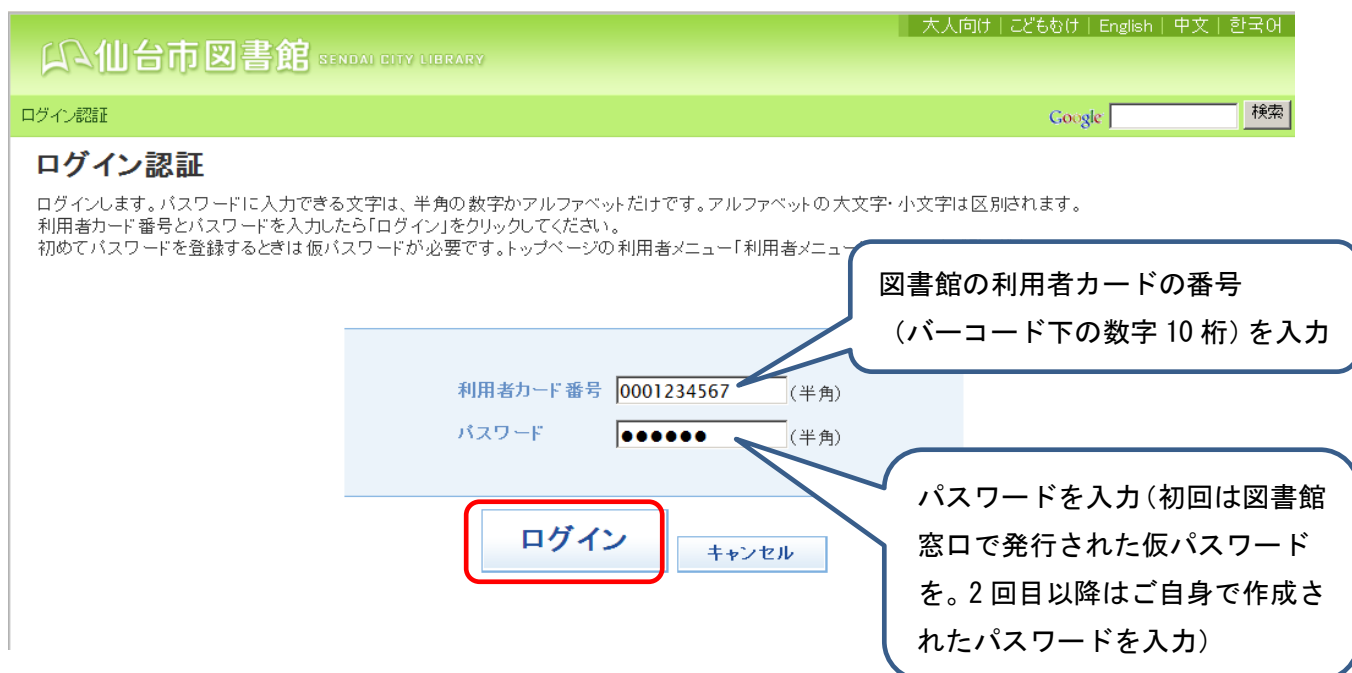 大人向け | こどもむけ | English | 中文 | 한국어
仙台市図書館 SENDAI CITY LIBRARY
ログイン認証
Google 検索
ログイン認証
ログインします。パスワードに入力できる文字は、半角の数字かアルファベットだけです。アルファベットの大文字・小文字は区別されます。
利用者カード番号とパスワードを入力したら「ログイン」をクリックしてください。
初めてパスワードを登録するときは仮パスワードが必要です。トップページの利用者メニュー「利用者メニュー
図書館の利用者カードの番号
（バーコード下の数字 10 桁）を入力
利用者カード番号 0001234567 (半角)
パスワード ●●●●●● (半角)
パスワードを入力（初回は図書館
窓口で発行された仮パスワード
を。2 回目以降はご自身で作成さ
れたパスワードを入力）
ログイン
キャンセル